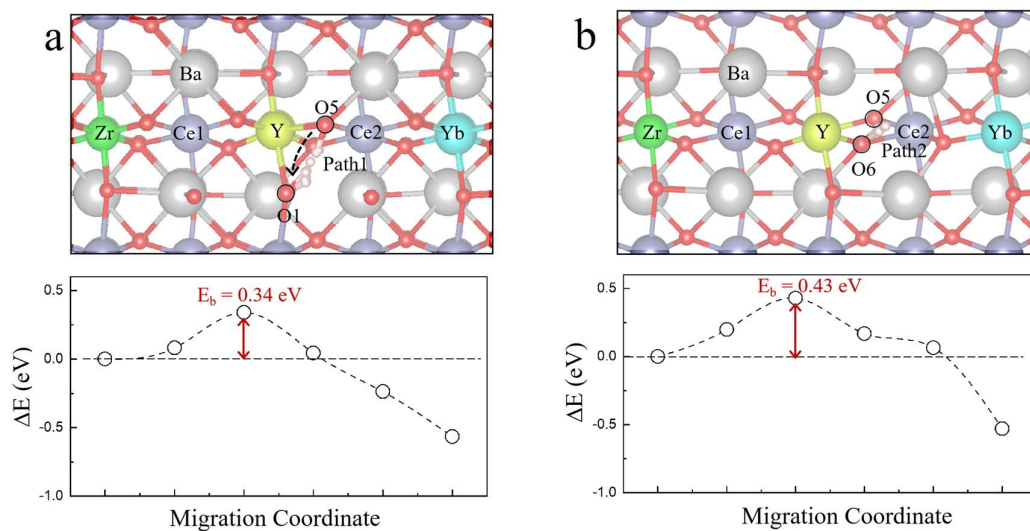 a
Ba
O5
Zr
Ce1
Y
Ce2
Yb
Path1
O1
0.5
E_b = 0.34 eV
0.0
ΔE (eV)
-0.5
-1.0
Migration Coordinate
b
Ba
O5
Zr
Ce1
Y
Ce2
Yb
Path2
O6
0.5
E_b = 0.43 eV
0.0
ΔE (eV)
-0.5
-1.0
Migration Coordinate